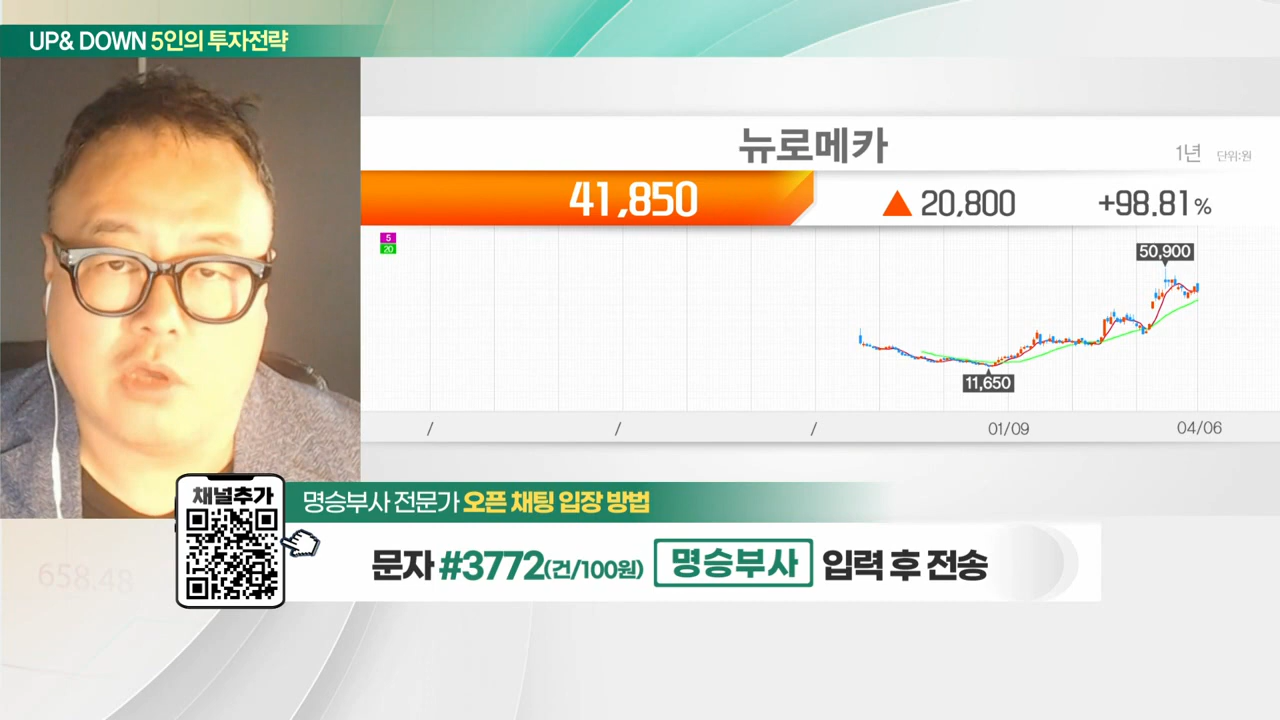 UP& DOWN 5인의 투자전략
뉴로메카
1년 단위:원
41,850 ▲ 20,800 +98.81%
5
20
50,900
11,650
/ / / 01/09 04/06
채널추가
명승부사 전문가 오픈 채팅 입장 방법
문자 #3772(건/100원) 명승부사 입력 후 전송
658.48